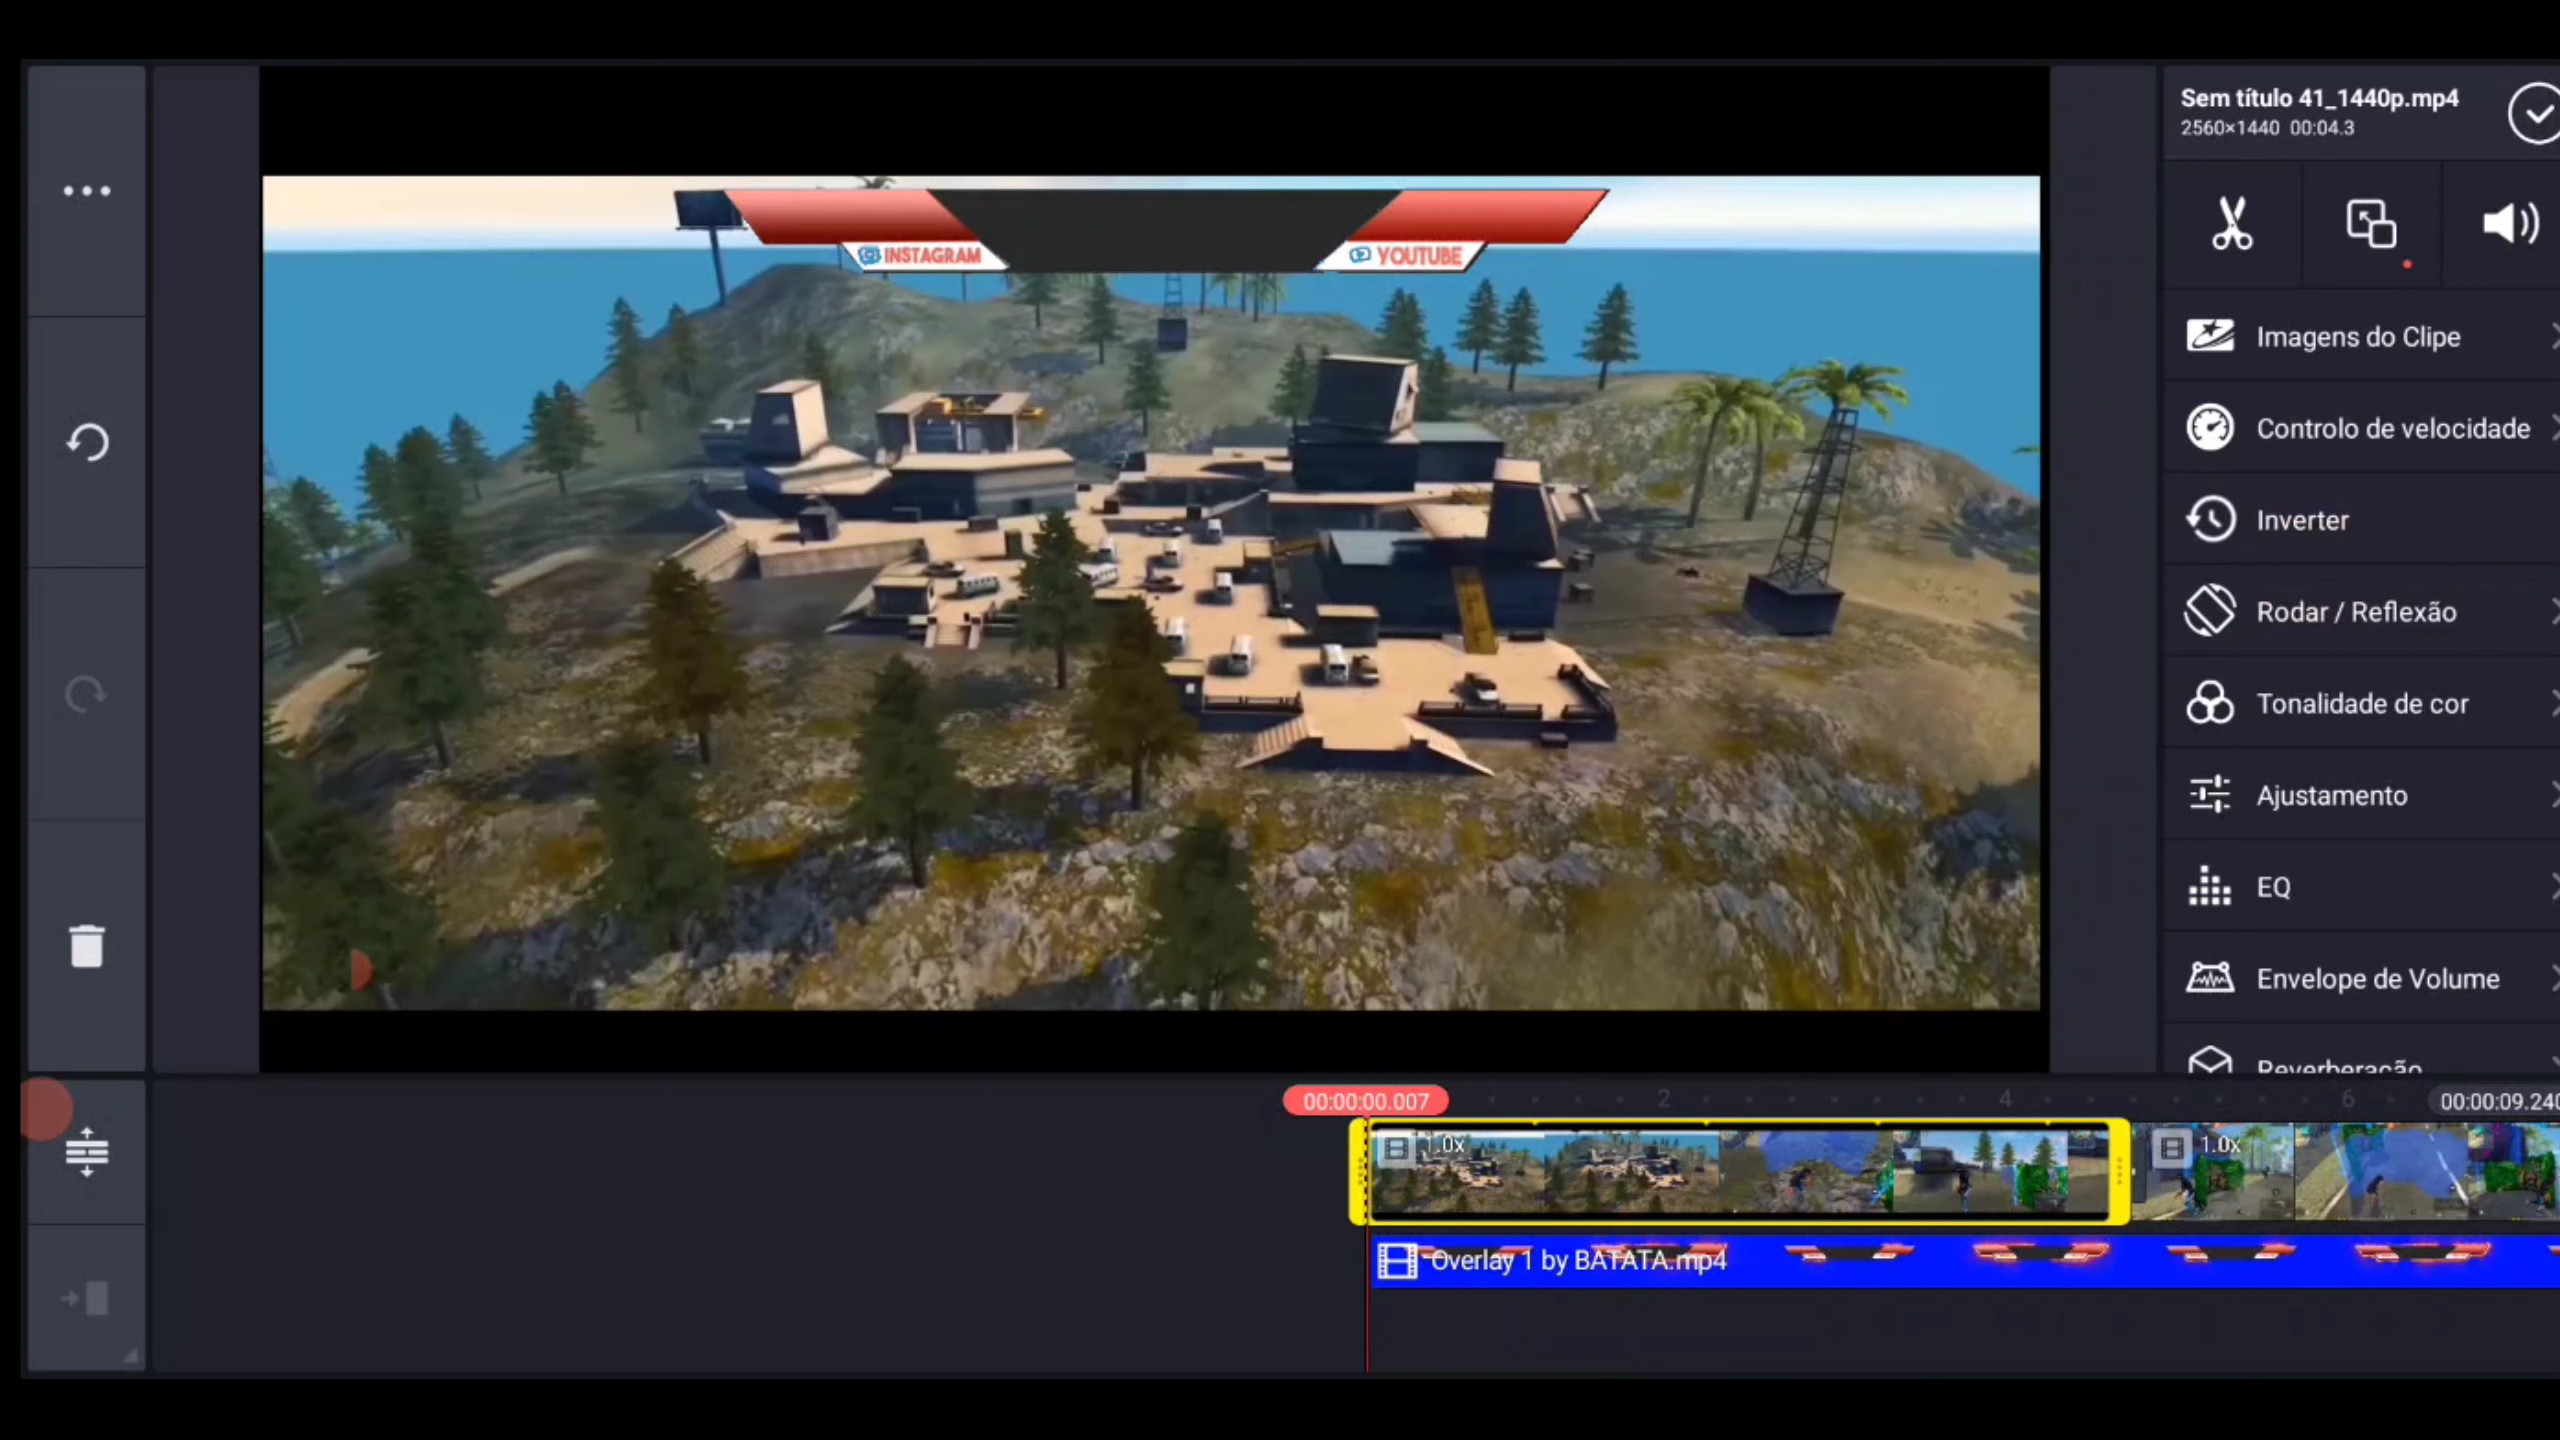 Sem título 41_1440p.mp4
2560×1440 00:04.3
INSTAGRAM
YOUTUBE
Imagens do Clipe
Controlo de velocidade
Inverter
Rodar / Reflexão
Tonalidade de cor
Ajustamento
EQ
Envelope de Volume
Reverberação
00:00:00.007
2
4
6
00:00:09.240
1.0x
1.0x
Overlay 1 by BATATA.mp4